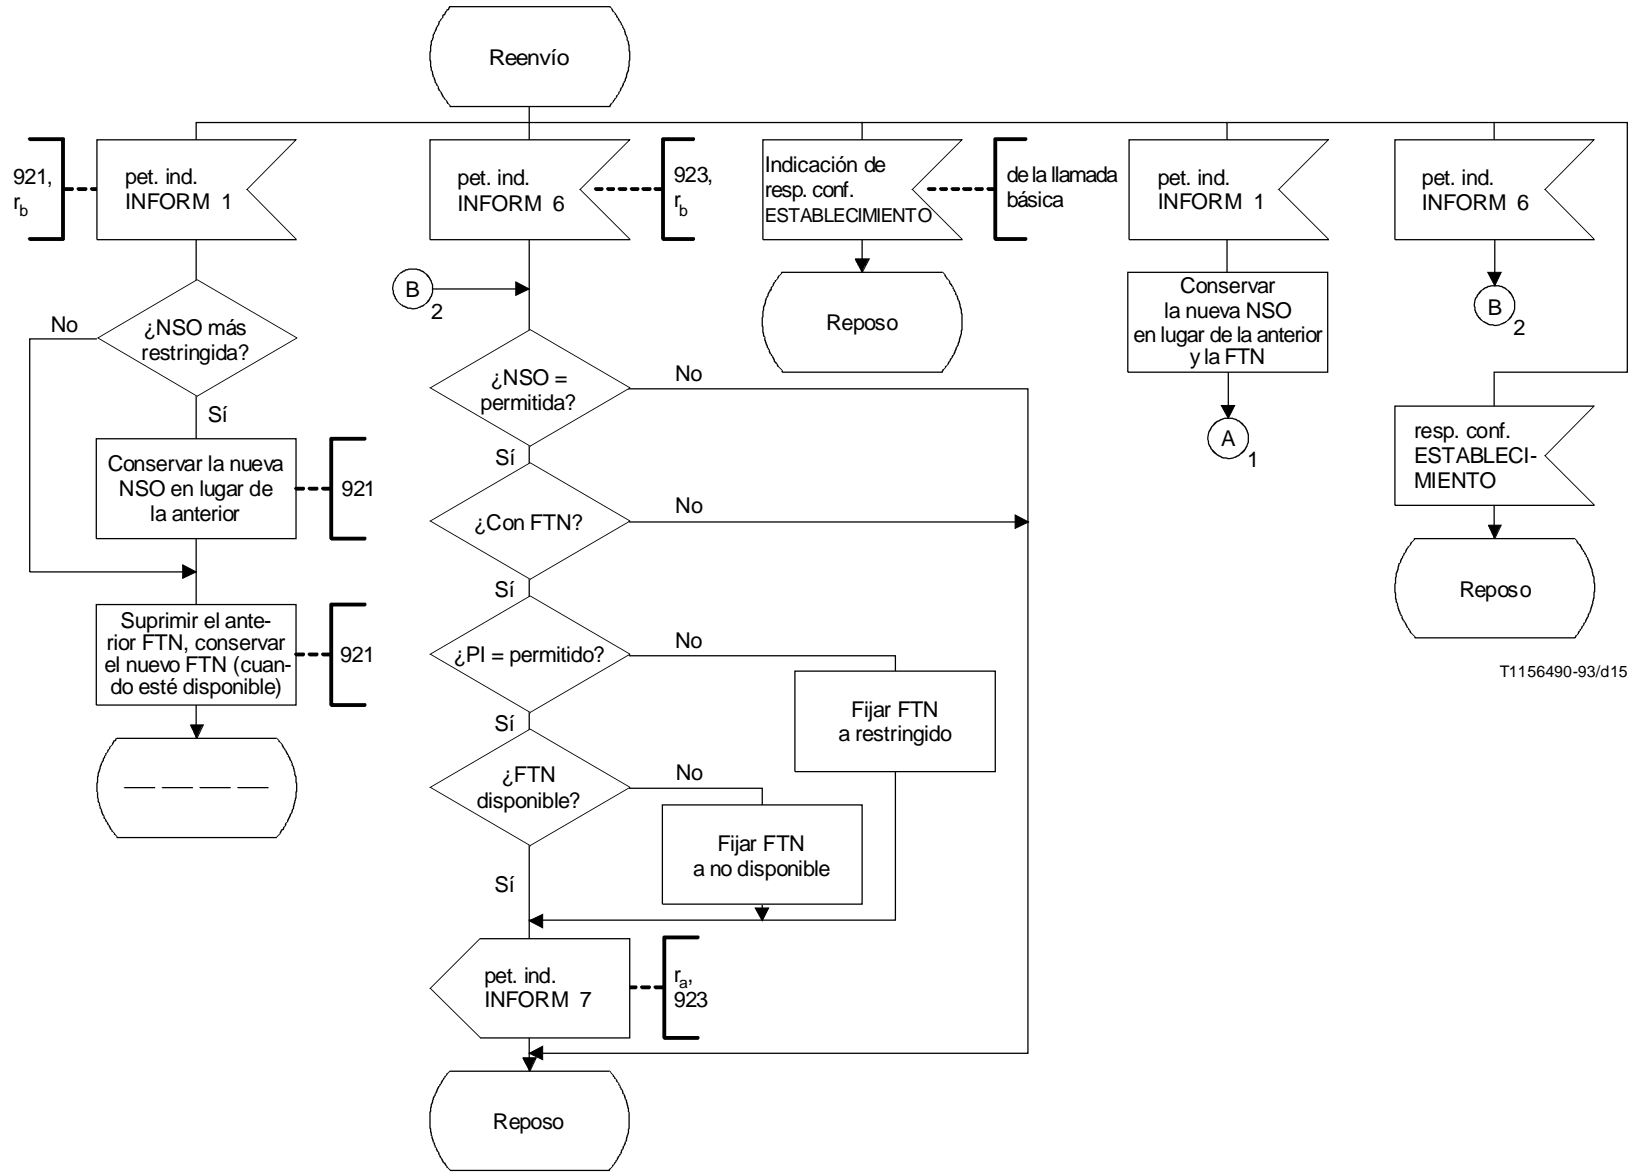 Reenvío
921,
rb
pet. ind.
INFORM 1
¿NSO más
restringida?
No
Sí
Conservar la nueva
NSO en lugar de
la anterior
921
Suprimir el ante-
rior FTN, conservar
el nuevo FTN (cuan-
do esté disponible)
921
pet. ind.
INFORM 6
923,
rb
B
2
¿NSO =
permitida?
No
Sí
¿Con FTN?
No
Sí
¿PI = permitido?
No
Sí
Fijar FTN
a restringido
¿FTN
disponible?
No
Sí
Fijar FTN
a no disponible
pet. ind.
INFORM 7
ra,
923
Reposo
Indicación de
resp. conf.
ESTABLECIMIENTO
de la llamada
básica
Reposo
pet. ind.
INFORM 1
Conservar
la nueva NSO
en lugar de la anterior
y la FTN
A
1
pet. ind.
INFORM 6
B
2
resp. conf.
ESTABLECI-
MIENTO
Reposo
T1156490-93/d15